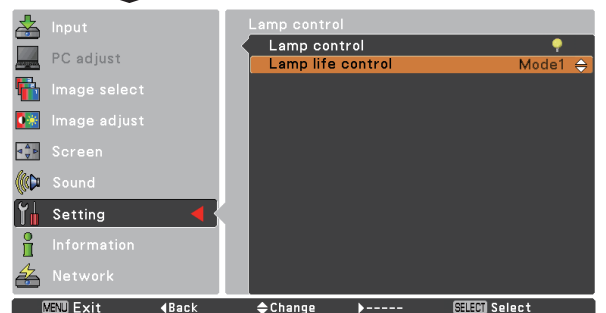 Input
PC adjust
Image select
Image adjust
Screen
Sound
Setting
Information
Network
Lamp control
Lamp control
Lamp life control Mode1
MENU Exit Back Change ----- SELECT Select